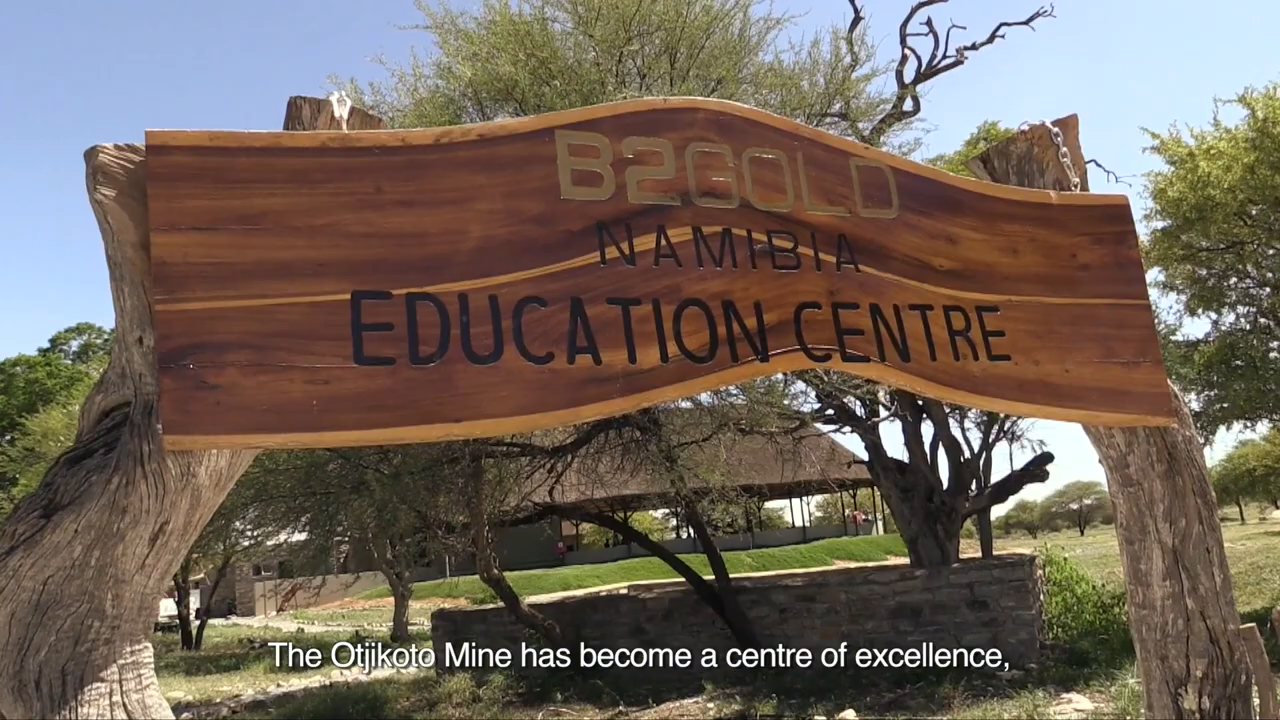 B2GOLD
NAMIBIA
EDUCATION CENTRE
The Otjikoto Mine has become a centre of excellence,